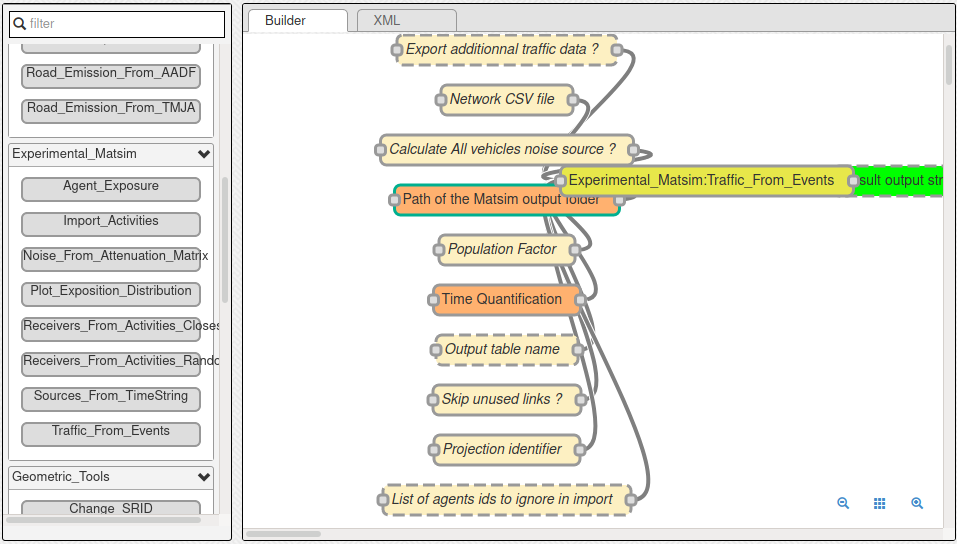 filter
Road_Emission_From_AADF
Road_Emission_From_TMJA
Experimental_Matsim
Agent_Exposure
Import_Activities
Noise_From_Attenuation_Matrix
Plot_Exposition_Distribution
Receivers_From_Activities_Closes
Receivers_From_Activities_Rando
Sources_From_TimeString
Traffic_From_Events
Geometric_Tools
Change_SRID
Builder
XML
Export additionnal traffic data ?
Network CSV file
Calculate All vehicles noise source ?
Experimental_Matsim:Traffic_From_Events
sult output str
Path of the Matsim output folder
Population Factor
Time Quantification
Output table name
Skip unused links ?
Projection identifier
List of agents ids to ignore in import